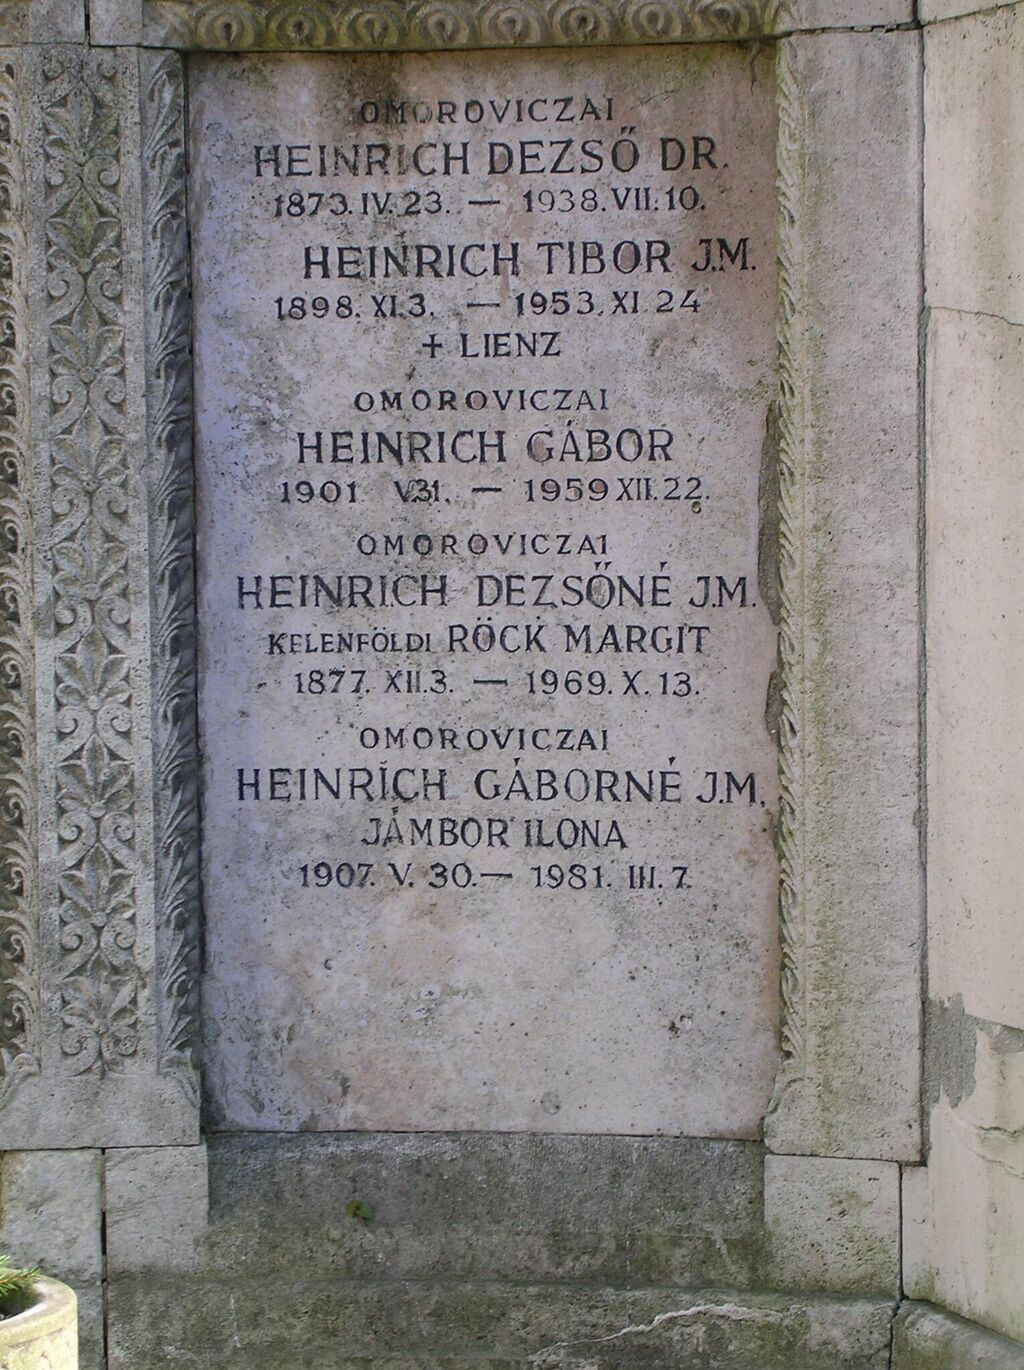 OMOROVICZAI
HEINRICH DEZSŐ DR.
1873.IV.23. — 1938.VII.10.
HEINRICH TIBOR J.M.
1898.XI.3. — 1953.XI.24
+ LIENZ
OMOROVICZAI
HEINRICH GÁBOR
1901 V.31. — 1959 XII.22.
OMOROVICZAI
HEINRICH DEZSŐNÉ J.M.
KELENFÖLDI RÖCK MARGIT
1877. XII.3. — 1969. X. 13.
OMOROVICZAI
HEINRICH GÁBORNÉ J.M.
JÁMBOR ILONA
1907. V. 30. — 1981. III. 7.